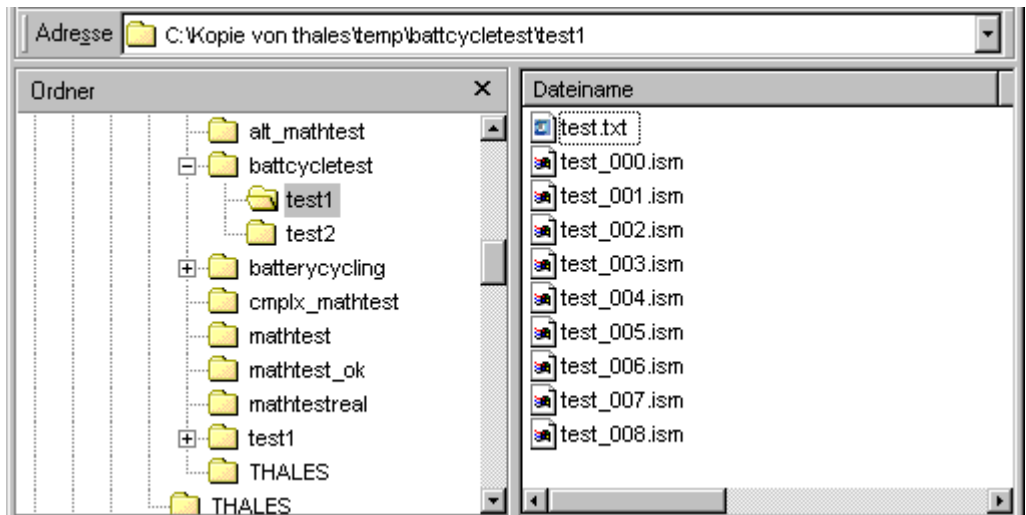 Adresse C:\Kopie von thales\temp\battcycletest\test1
Ordner
alt_mathtest
battcycletest
test1
test2
batterycycling
cmplx_mathtest
mathtest
mathtest_ok
mathtestreal
test1
THALES
THALES
Dateiname
test.txt
test_000.ism
test_001.ism
test_002.ism
test_003.ism
test_004.ism
test_005.ism
test_006.ism
test_007.ism
test_008.ism